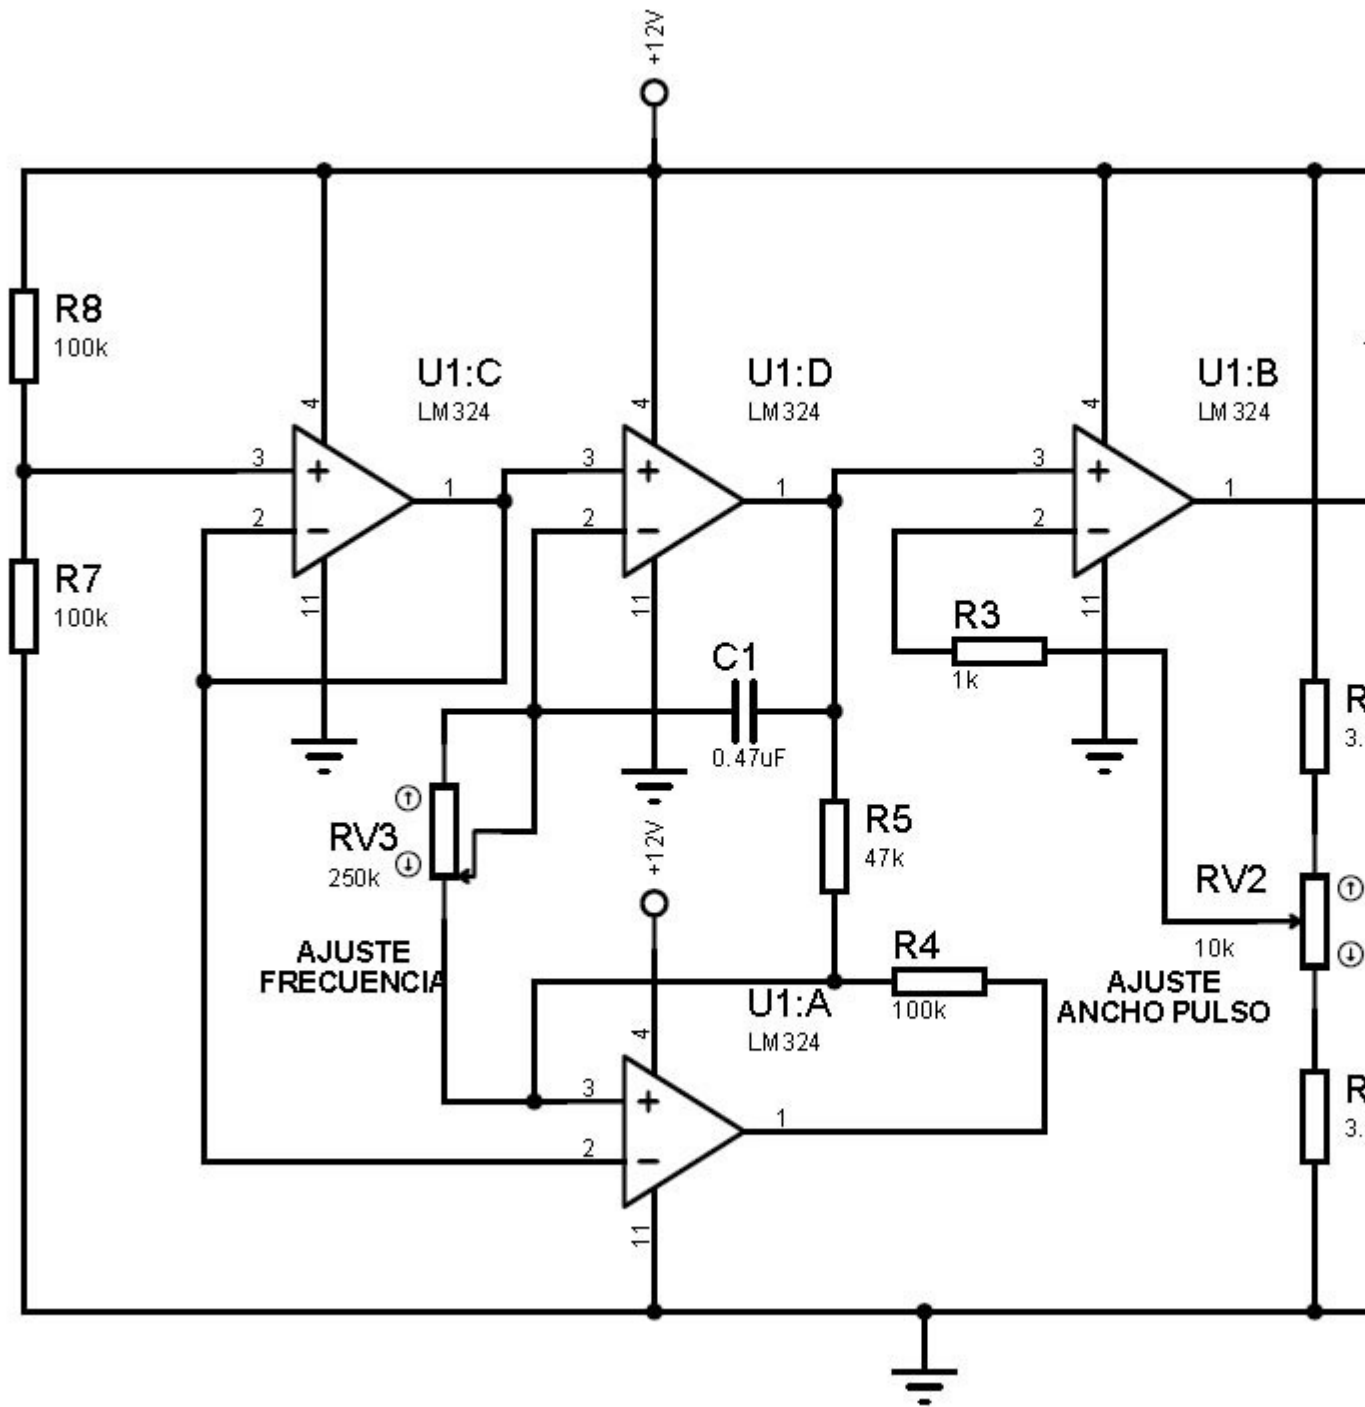 +12V
R8
100k
4
U1:C
LM324
4
U1:D
LM324
4
U1:B
LM324
3
+
1
2
−
11
3
+
1
2
−
11
3
+
1
2
−
11
R7
100k
R3
1k
C1
0.47uF
R
3.
RV3
250k
+12V
R5
47k
RV2
10k
AJUSTE
FRECUENCIA
R4
100k
AJUSTE
ANCHO PULSO
U1:A
LM324
4
3
+
1
2
−
11
R
3.